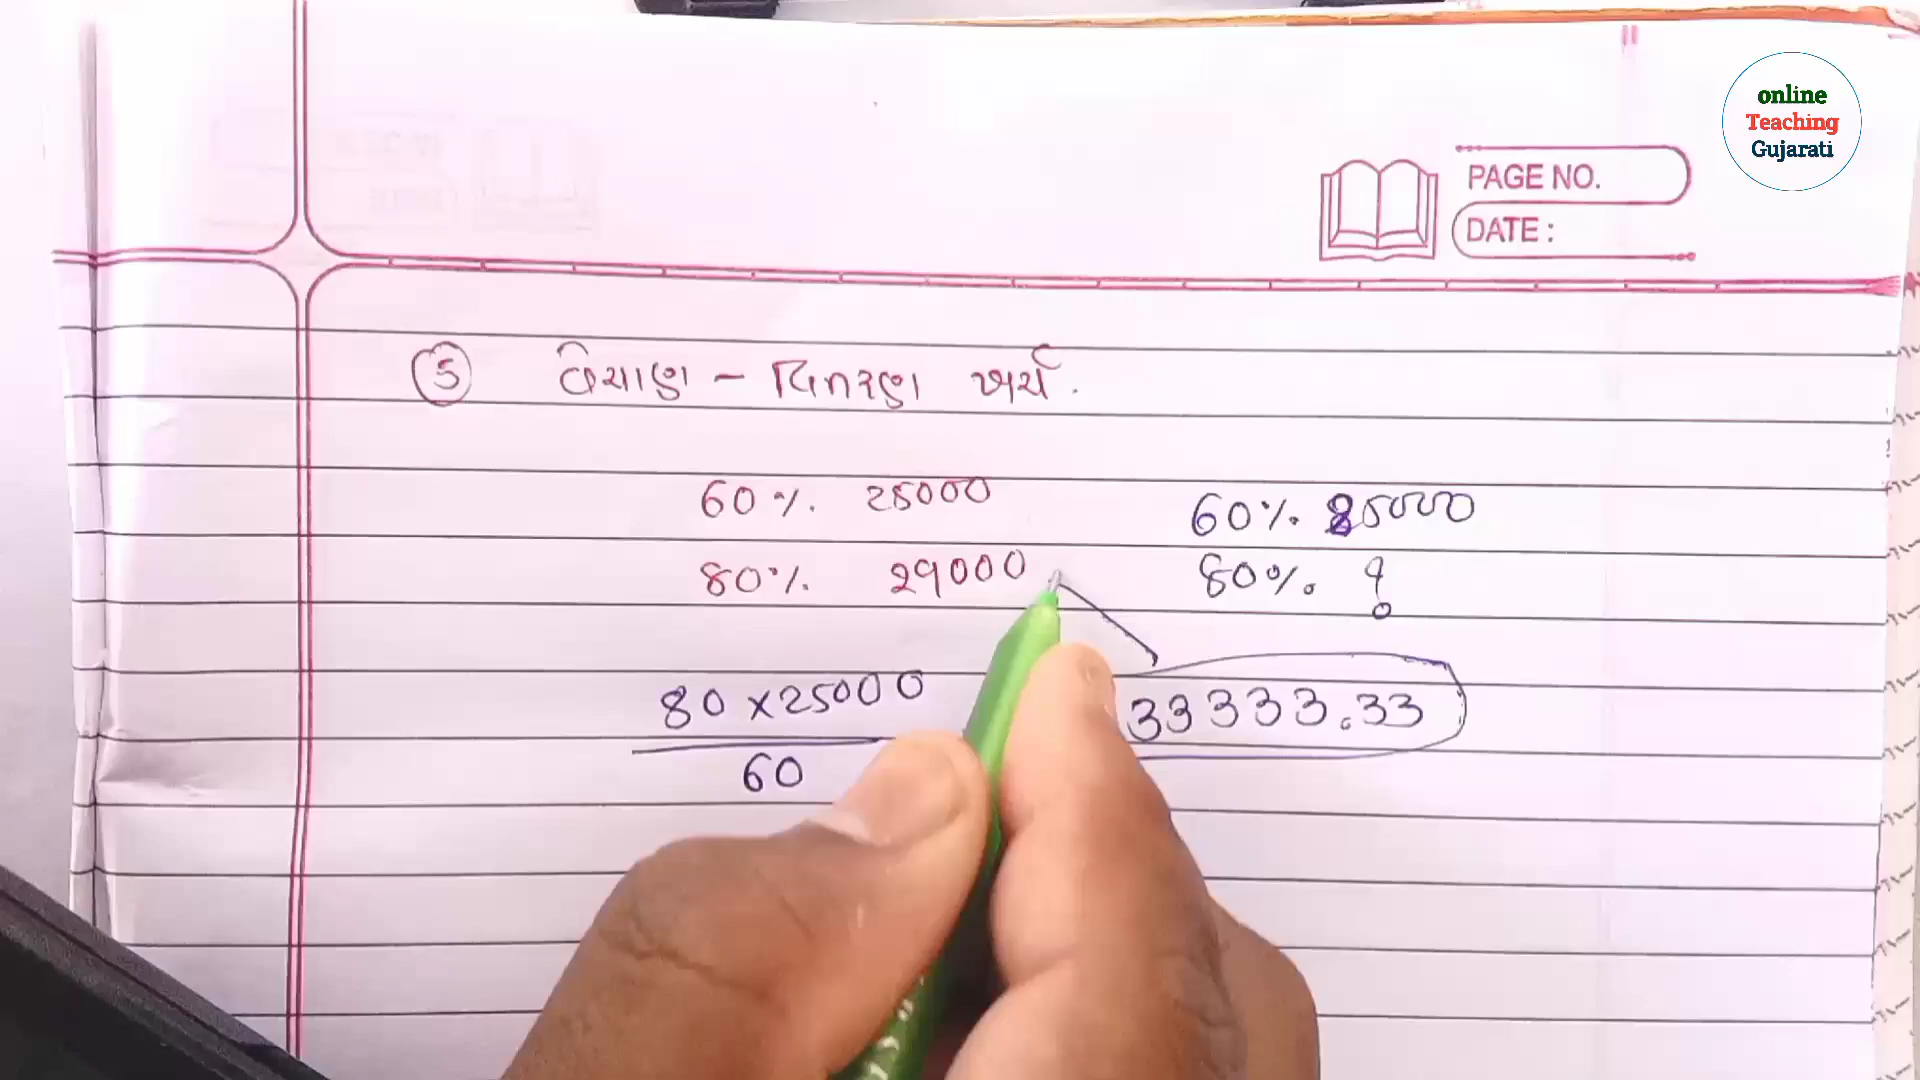 online
Teaching
Gujarati
PAGE NO.
DATE :
5 વેચાણ - વિતરણ ખર્ચ.
60%. 25000 60%. 25000
80% 29000 80%. ?
80 x 25000 33333.33
60